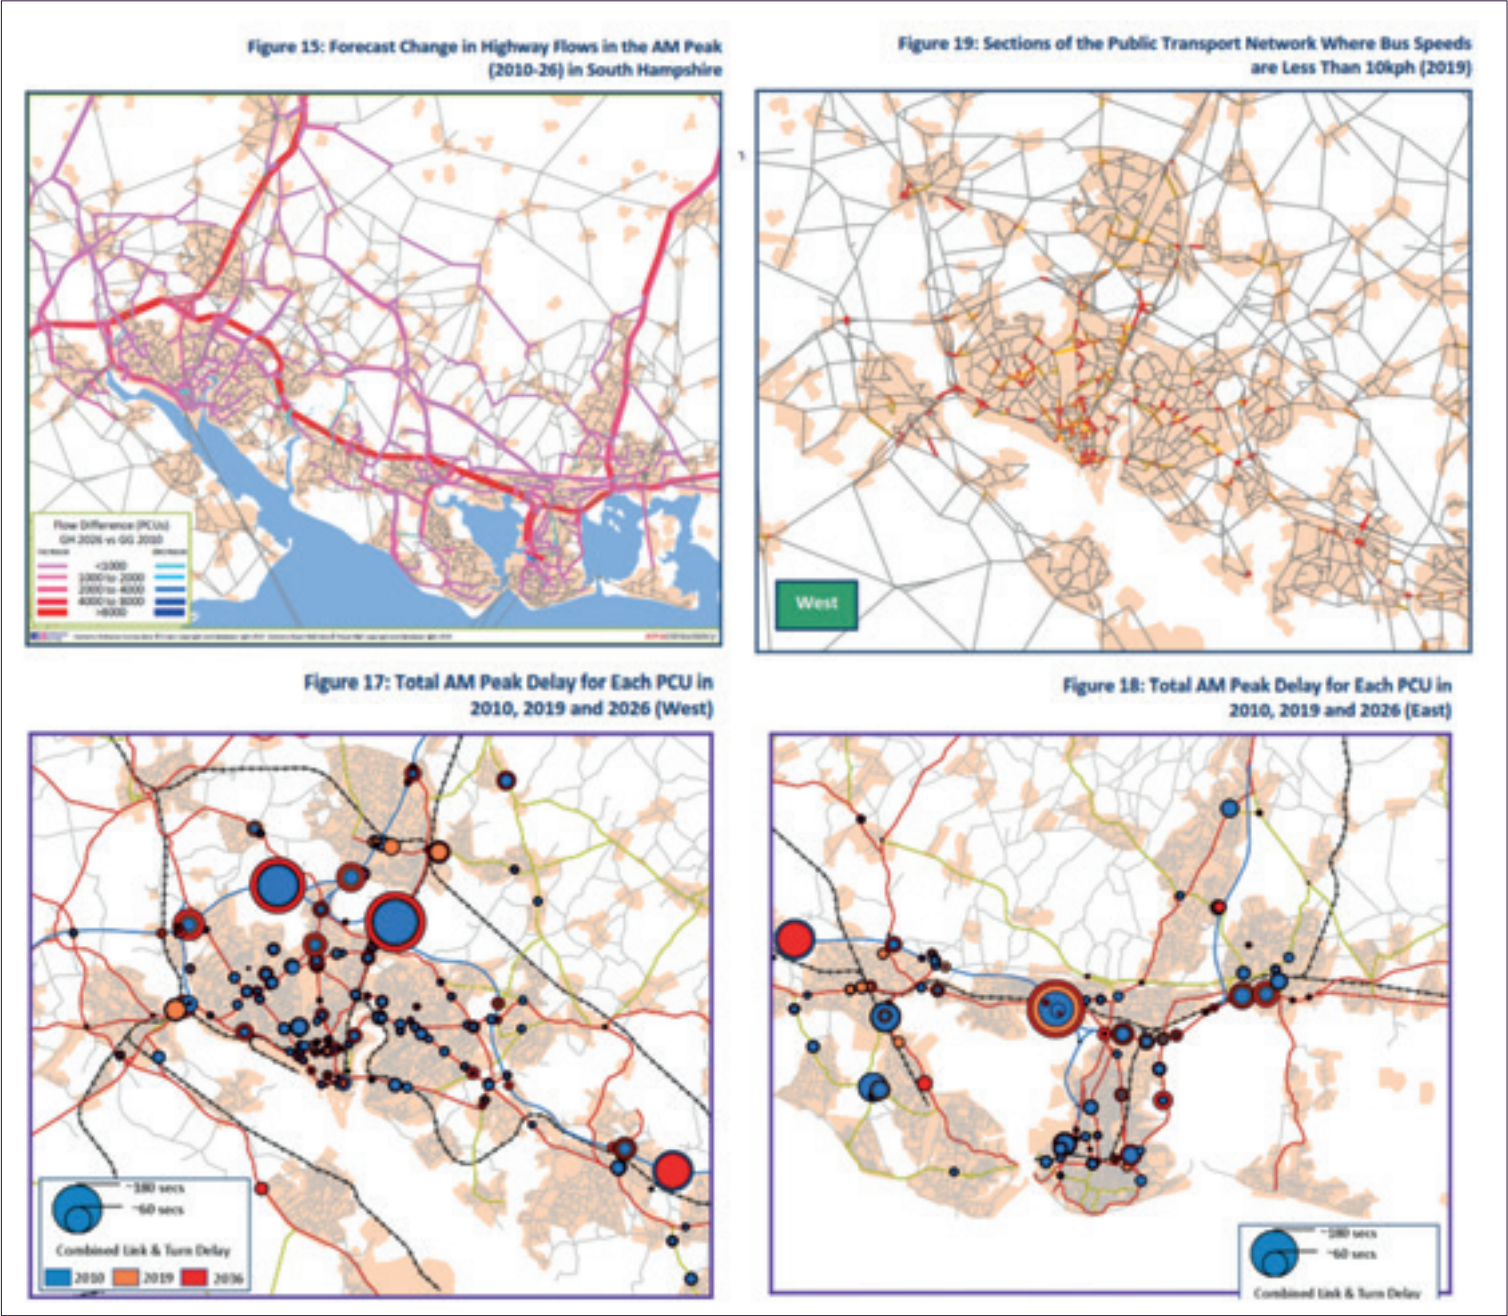 Figure 15: Forecast Change in Highway Flows in the AM Peak
(2010-26) in South Hampshire
Figure 19: Sections of the Public Transport Network Where Bus Speeds
are Less Than 10kph (2019)
Flow Difference (PCUs)
GH 2026 vs GG 2010
<1000
1000 to 2000
2000 to 4000
4000 to 8000
>8000
West
Figure 17: Total AM Peak Delay for Each PCU in
2010, 2019 and 2026 (West)
Figure 18: Total AM Peak Delay for Each PCU in
2010, 2019 and 2026 (East)
~180 secs
~60 secs
Combined Link & Turn Delay
2010 2019 2036
~180 secs
~60 secs
Combined Link & Turn Delay